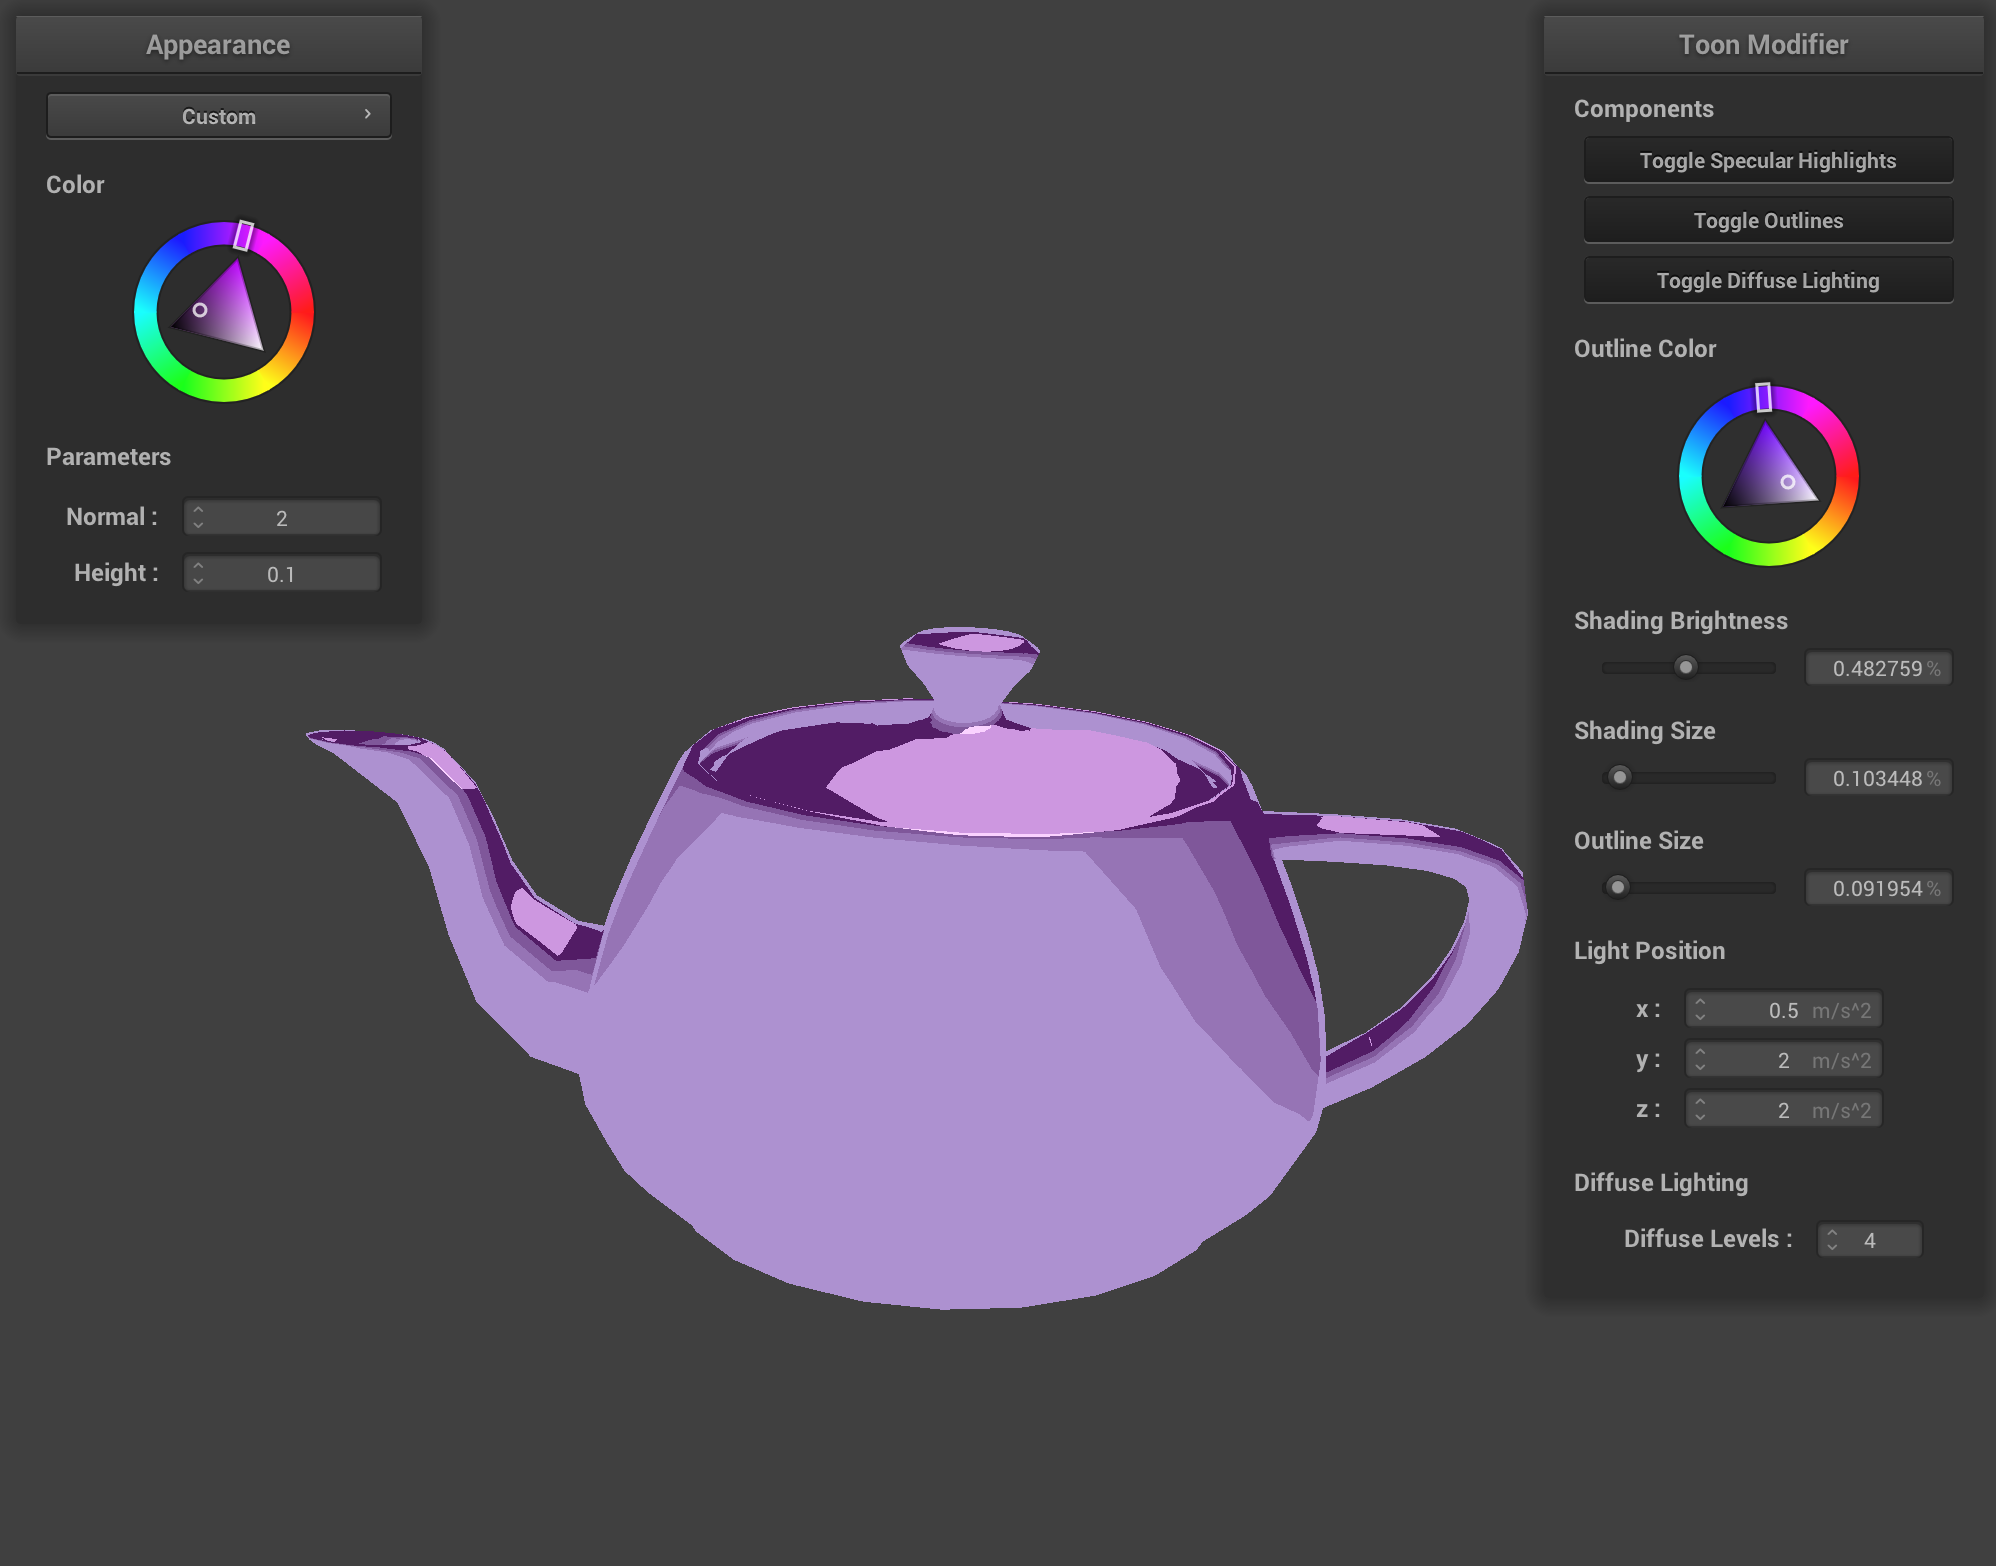 Appearance
Custom
Color
Parameters
Normal : 2
Height : 0.1
Toon Modifier
Components
Toggle Specular Highlights
Toggle Outlines
Toggle Diffuse Lighting
Outline Color
Shading Brightness
0.482759 %
Shading Size
0.103448 %
Outline Size
0.091954 %
Light Position
x : 0.5 m/s^2
y : 2 m/s^2
z : 2 m/s^2
Diffuse Lighting
Diffuse Levels : 4